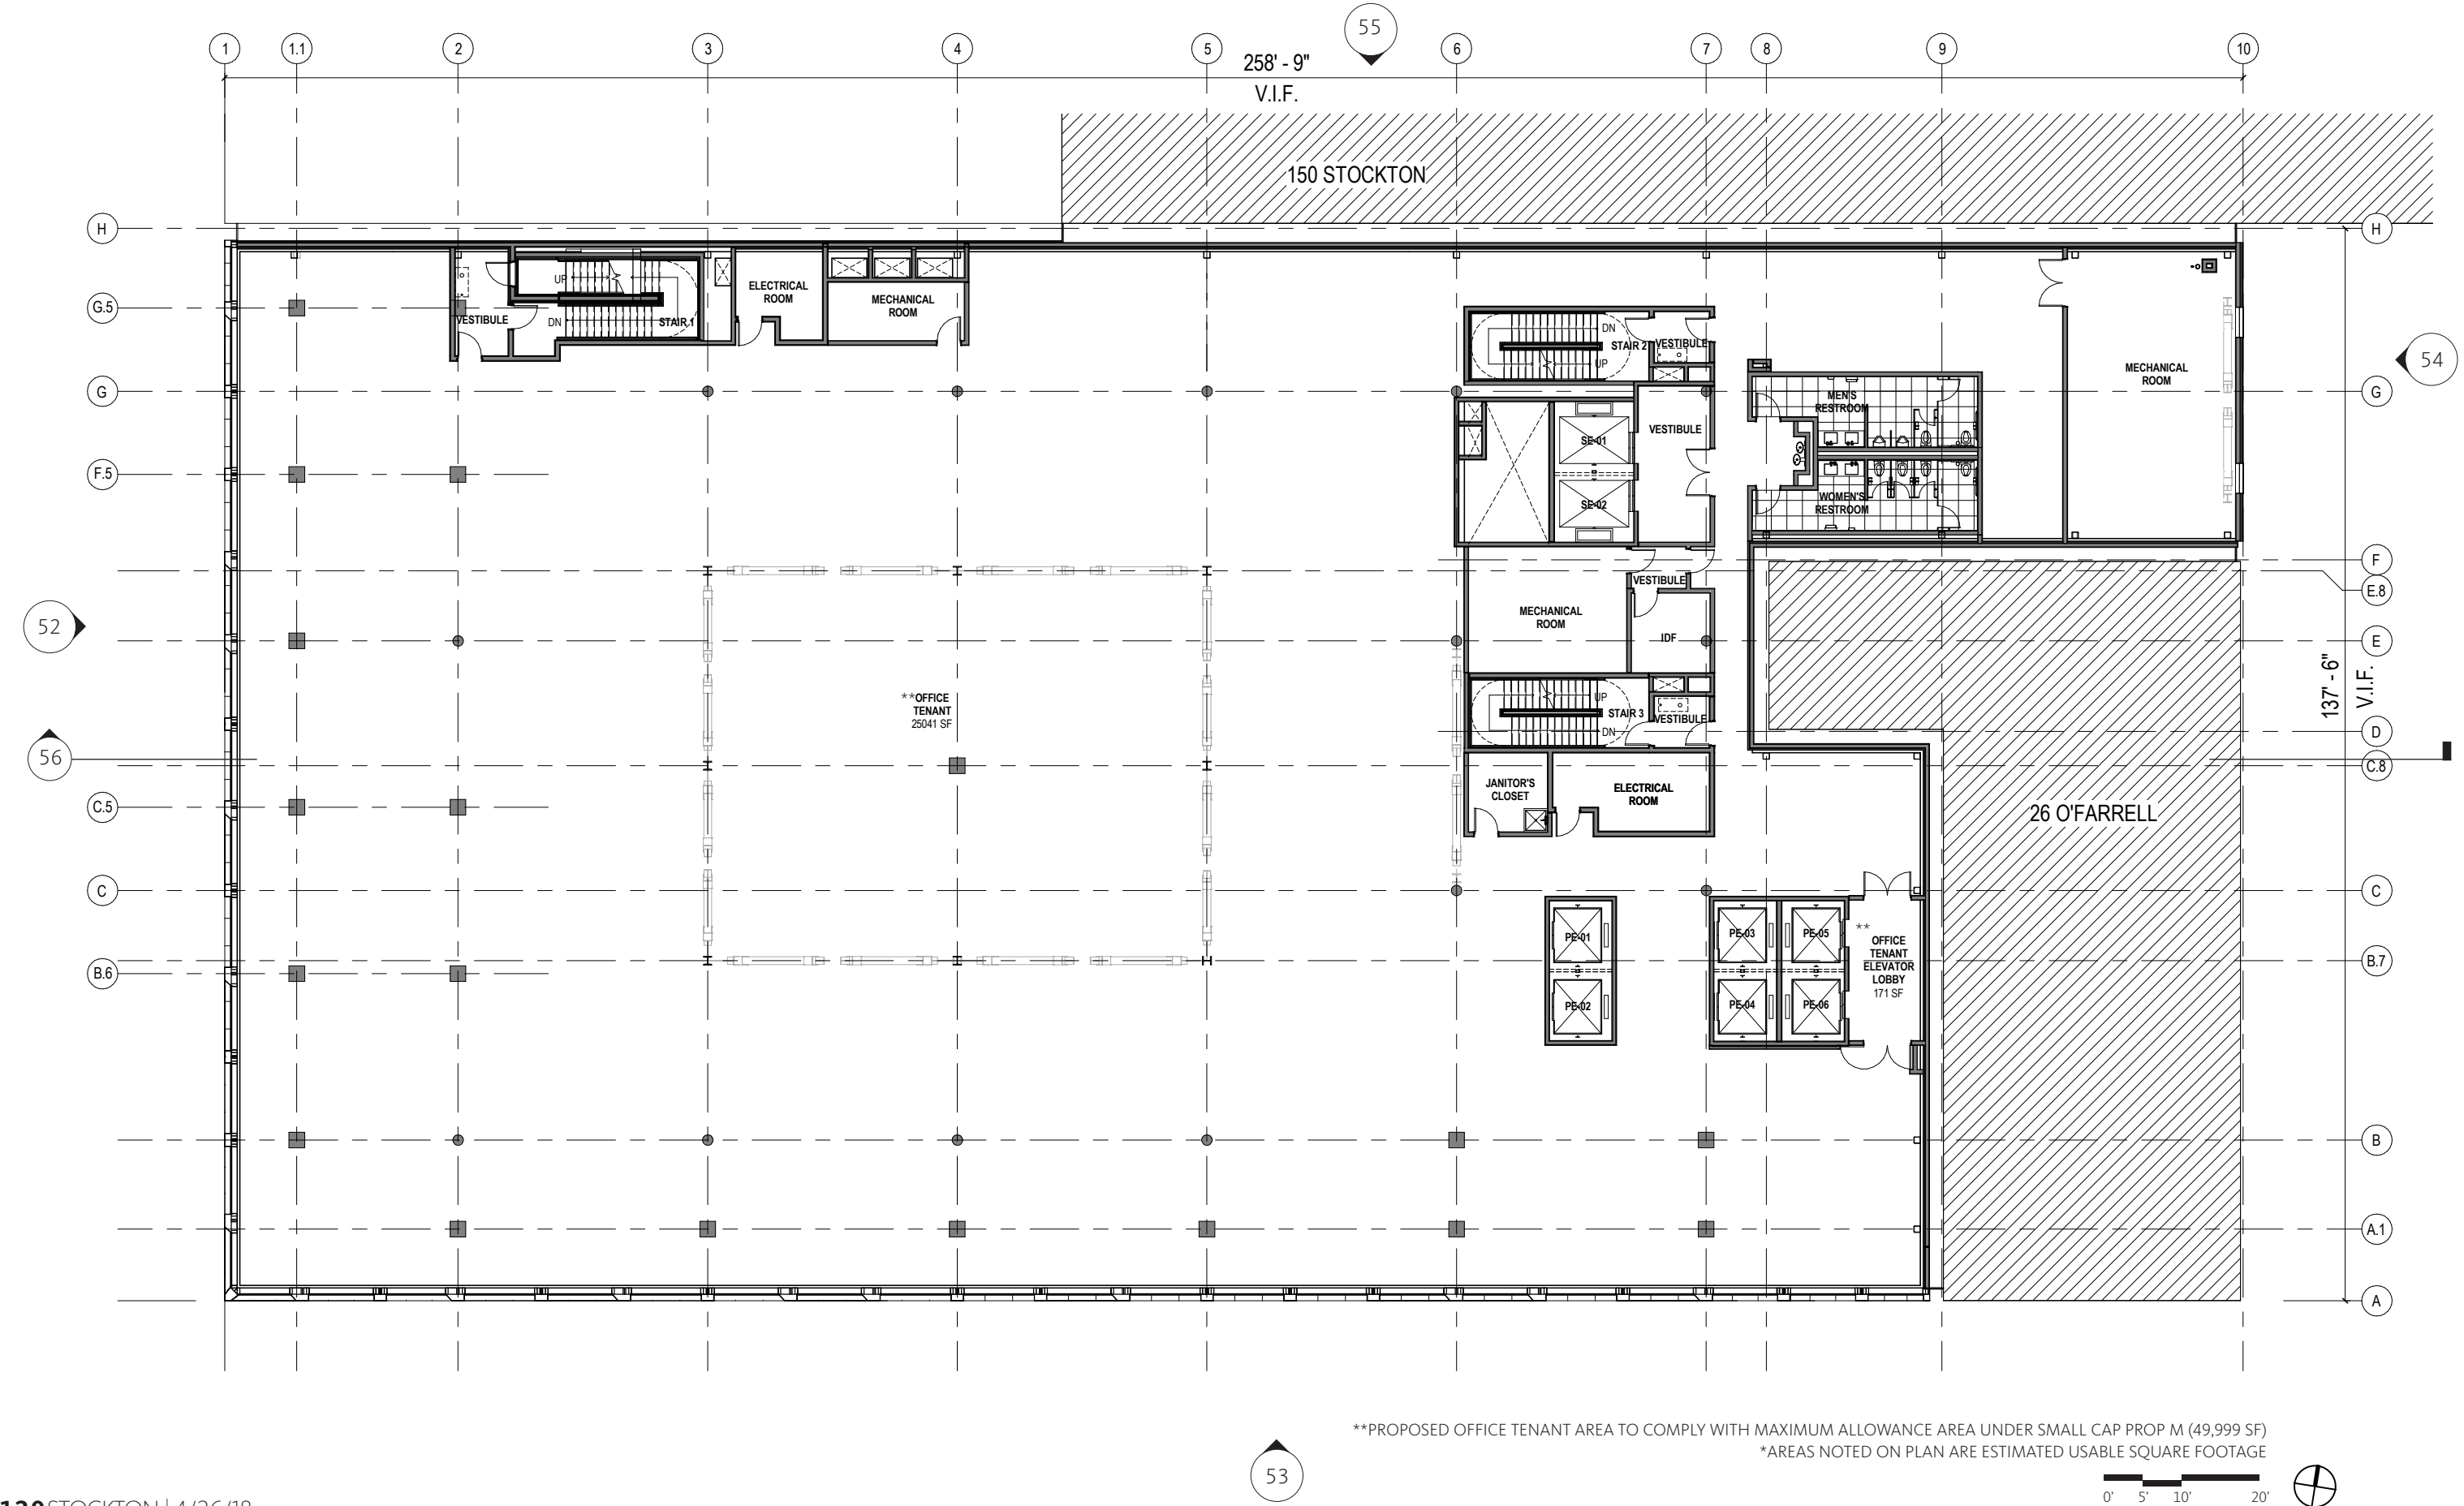 55
1 1.1 2 3 4 5 6 7 8 9 10
258' - 9"
V.I.F.
150 STOCKTON
H H
UP
ELECTRICAL
ROOM
MECHANICAL
ROOM
G.5
VESTIBULE
DN
STAIR 1
DN
STAIR 2
VESTIBULE
UP
54
MECHANICAL
ROOM
G G
MEN'S
RESTROOM
VESTIBULE
SE-01
F.5
SE-02
WOMEN'S
RESTROOM
F
VESTIBULE
E.8
MECHANICAL
ROOM
52
IDF
E
137' - 6"
V.I.F.
**OFFICE
TENANT
25041 SF
UP
STAIR 3
VESTIBULE
DN
D
56
C.8
JANITOR'S
CLOSET
ELECTRICAL
ROOM
C.5
26 O'FARRELL
C C
PE-01
PE-03
PE-05
**
OFFICE
TENANT
ELEVATOR
LOBBY
171 SF
B.6
B.7
PE-02
PE-04
PE-06
B
A.1
A
**PROPOSED OFFICE TENANT AREA TO COMPLY WITH MAXIMUM ALLOWANCE AREA UNDER SMALL CAP PROP M (49,999 SF)
*AREAS NOTED ON PLAN ARE ESTIMATED USABLE SQUARE FOOTAGE
53
0' 5' 10' 20'
120 STOCKTON | 4/26/18